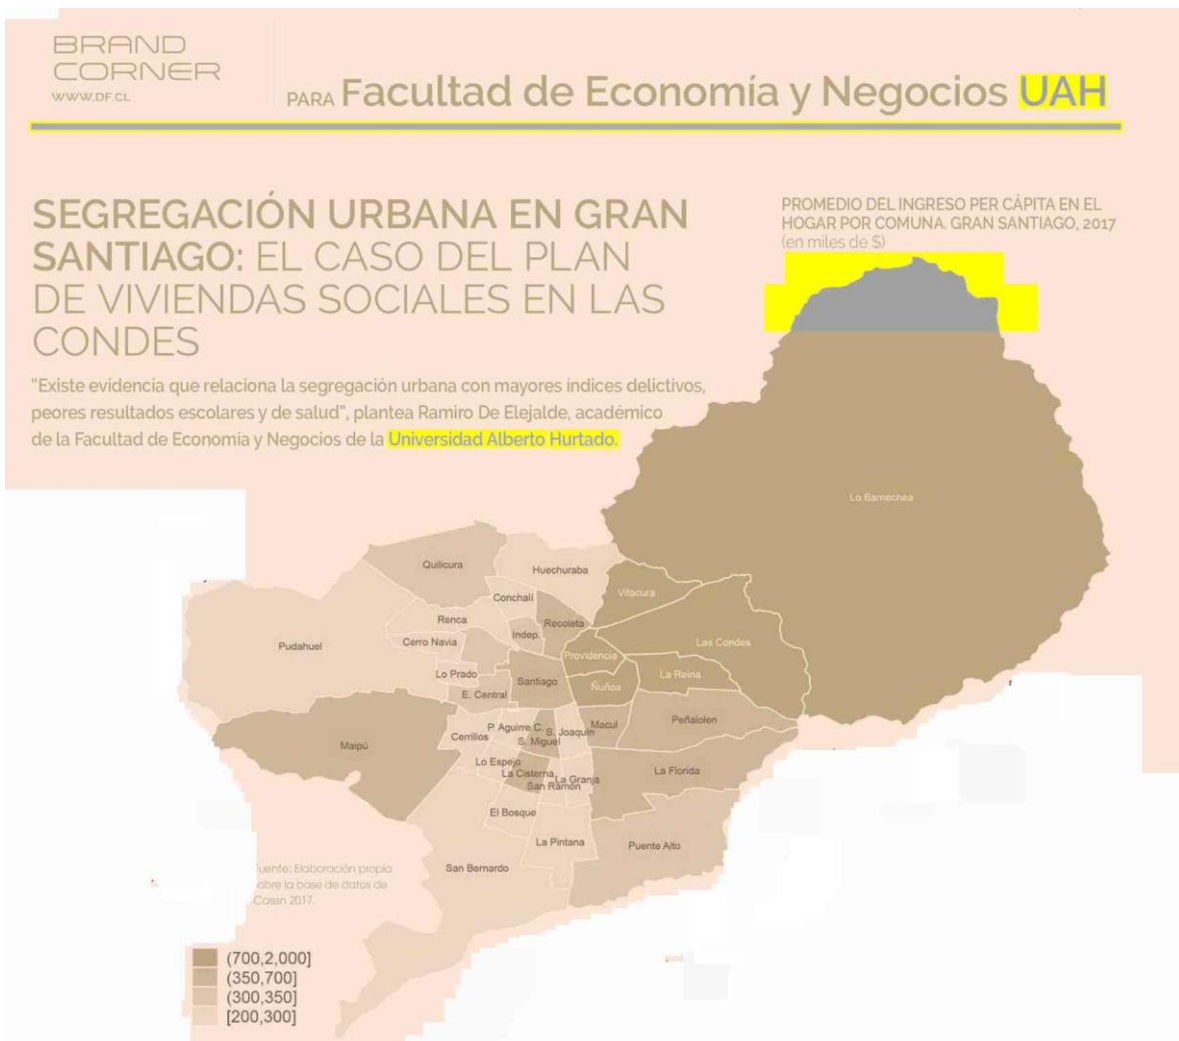 BRAND
CORNER
WWW.DF.CL
PARA Facultad de Economía y Negocios UAH
SEGREGACIÓN URBANA EN GRAN
SANTIAGO: EL CASO DEL PLAN
DE VIVIENDAS SOCIALES EN LAS
CONDES
"Existe evidencia que relaciona la segregación urbana con mayores índices delictivos,
peores resultados escolares y de salud", plantea Ramiro De Elejalde, académico
de la Facultad de Economía y Negocios de la Universidad Alberto Hurtado.
PROMEDIO DEL INGRESO PER CÁPITA EN EL
HOGAR POR COMUNA. GRAN SANTIAGO, 2017
(en miles de $)
Lo Barnechea
Quilicura
Huechuraba
Vitacura
Conchalí
Renca
Recoleta
Indep.
Cerro Navia
Las Condes
Pudahuel
Providencia
Lo Prado
La Reina
Santiago
Ñuñoa
E. Central
Peñalolen
Macul
P. Aguirre C.
S. Joaquín
Cerrillos
S. Miguel
Maipú
Lo Espejo
La Florida
La Cisterna
La Granja
San Ramón
El Bosque
La Pintana
Puente Alto
San Bernardo
uente: Elaboración propia
obre la base de datos de
Casen 2017.
(700,2,000]
(350,700]
(300,350]
[200,300]